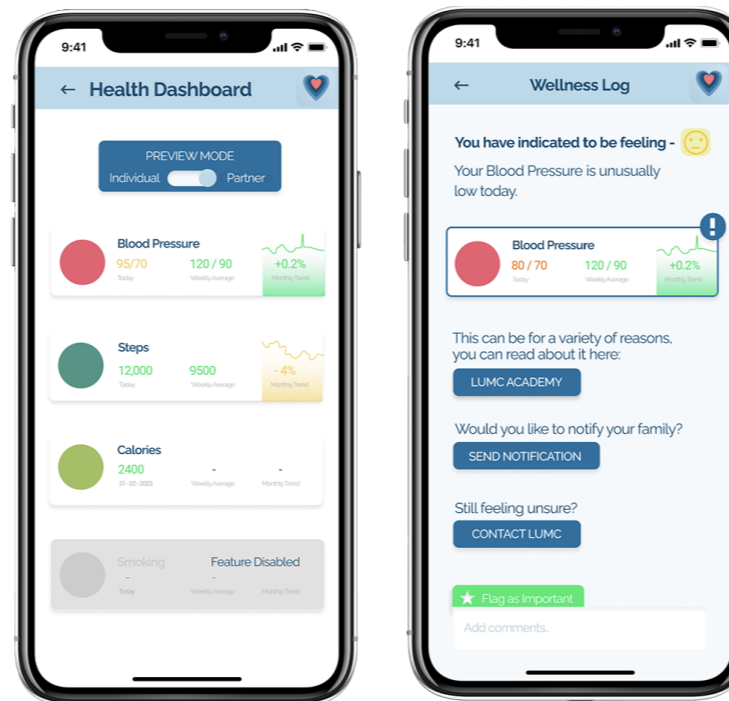 9:41
← Health Dashboard
PREVIEW MODE
Individual Partner
Blood Pressure
95/70 120 / 90 +0.2%
Today Weekly Average Monthly Trend
Steps
12,000 9500 - 4%
Today Weekly Average Monthly Trend
Calories
2400 - -
31 - 02 - 2023 Weekly Average Monthly Trend
Smoking Feature Disabled
- -
Today Weekly Average Monthly Trend
9:41
← Wellness Log
You have indicated to be feeling -
Your Blood Pressure is unusually
low today.
!
Blood Pressure
80 / 70 120 / 90 +0.2%
Today Weekly Average Monthly Trend
This can be for a variety of reasons,
you can read about it here:
LUMC ACADEMY
Would you like to notify your family?
SEND NOTIFICATION
Still feeling unsure?
CONTACT LUMC
Flag as Important
Add comments..